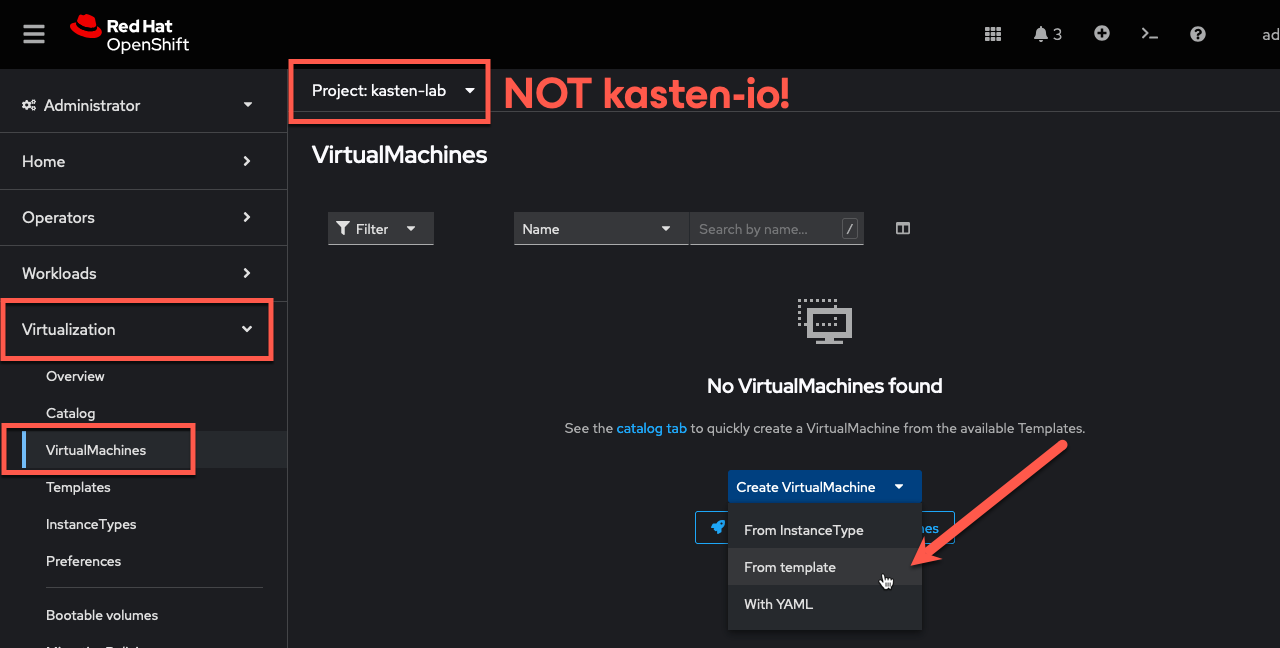 Red Hat
OpenShift
3
ad
Administrator
Project: kasten-lab
NOT kasten-io!
Home
Operators
Workloads
Virtualization
Overview
Catalog
VirtualMachines
Templates
InstanceTypes
Preferences
Bootable volumes
VirtualMachines
Filter
Name
Search by name...
/
No VirtualMachines found
See the catalog tab to quickly create a VirtualMachine from the available Templates.
Create VirtualMachine
From InstanceType
From template
With YAML